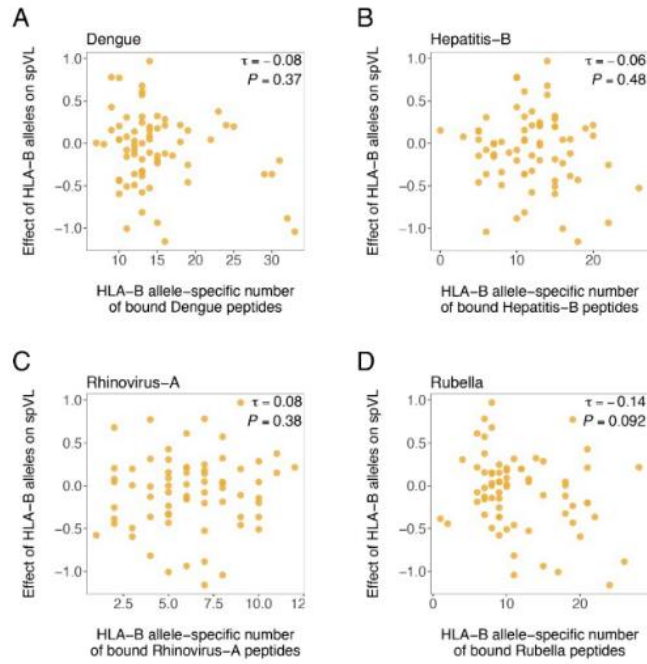 A
Dengue
τ = −0.08
P = 0.37
Effect of HLA−B alleles on spVL
1.0
0.5
0.0
−0.5
−1.0
10 15 20 25 30
HLA−B allele−specific number
of bound Dengue peptides
B
Hepatitis−B
τ = −0.06
P = 0.48
Effect of HLA−B alleles on spVL
1.0
0.5
0.0
−0.5
−1.0
0 10 20
HLA−B allele−specific number
of bound Hepatitis−B peptides
C
Rhinovirus−A
τ = 0.08
P = 0.38
Effect of HLA−B alleles on spVL
1.0
0.5
0.0
−0.5
−1.0
2.5 5.0 7.5 10.0 12
HLA−B allele−specific number
of bound Rhinovirus−A peptides
D
Rubella
τ = −0.14
P = 0.092
Effect of HLA−B alleles on spVL
1.0
0.5
0.0
−0.5
−1.0
0 10 20
HLA−B allele−specific number
of bound Rubella peptides